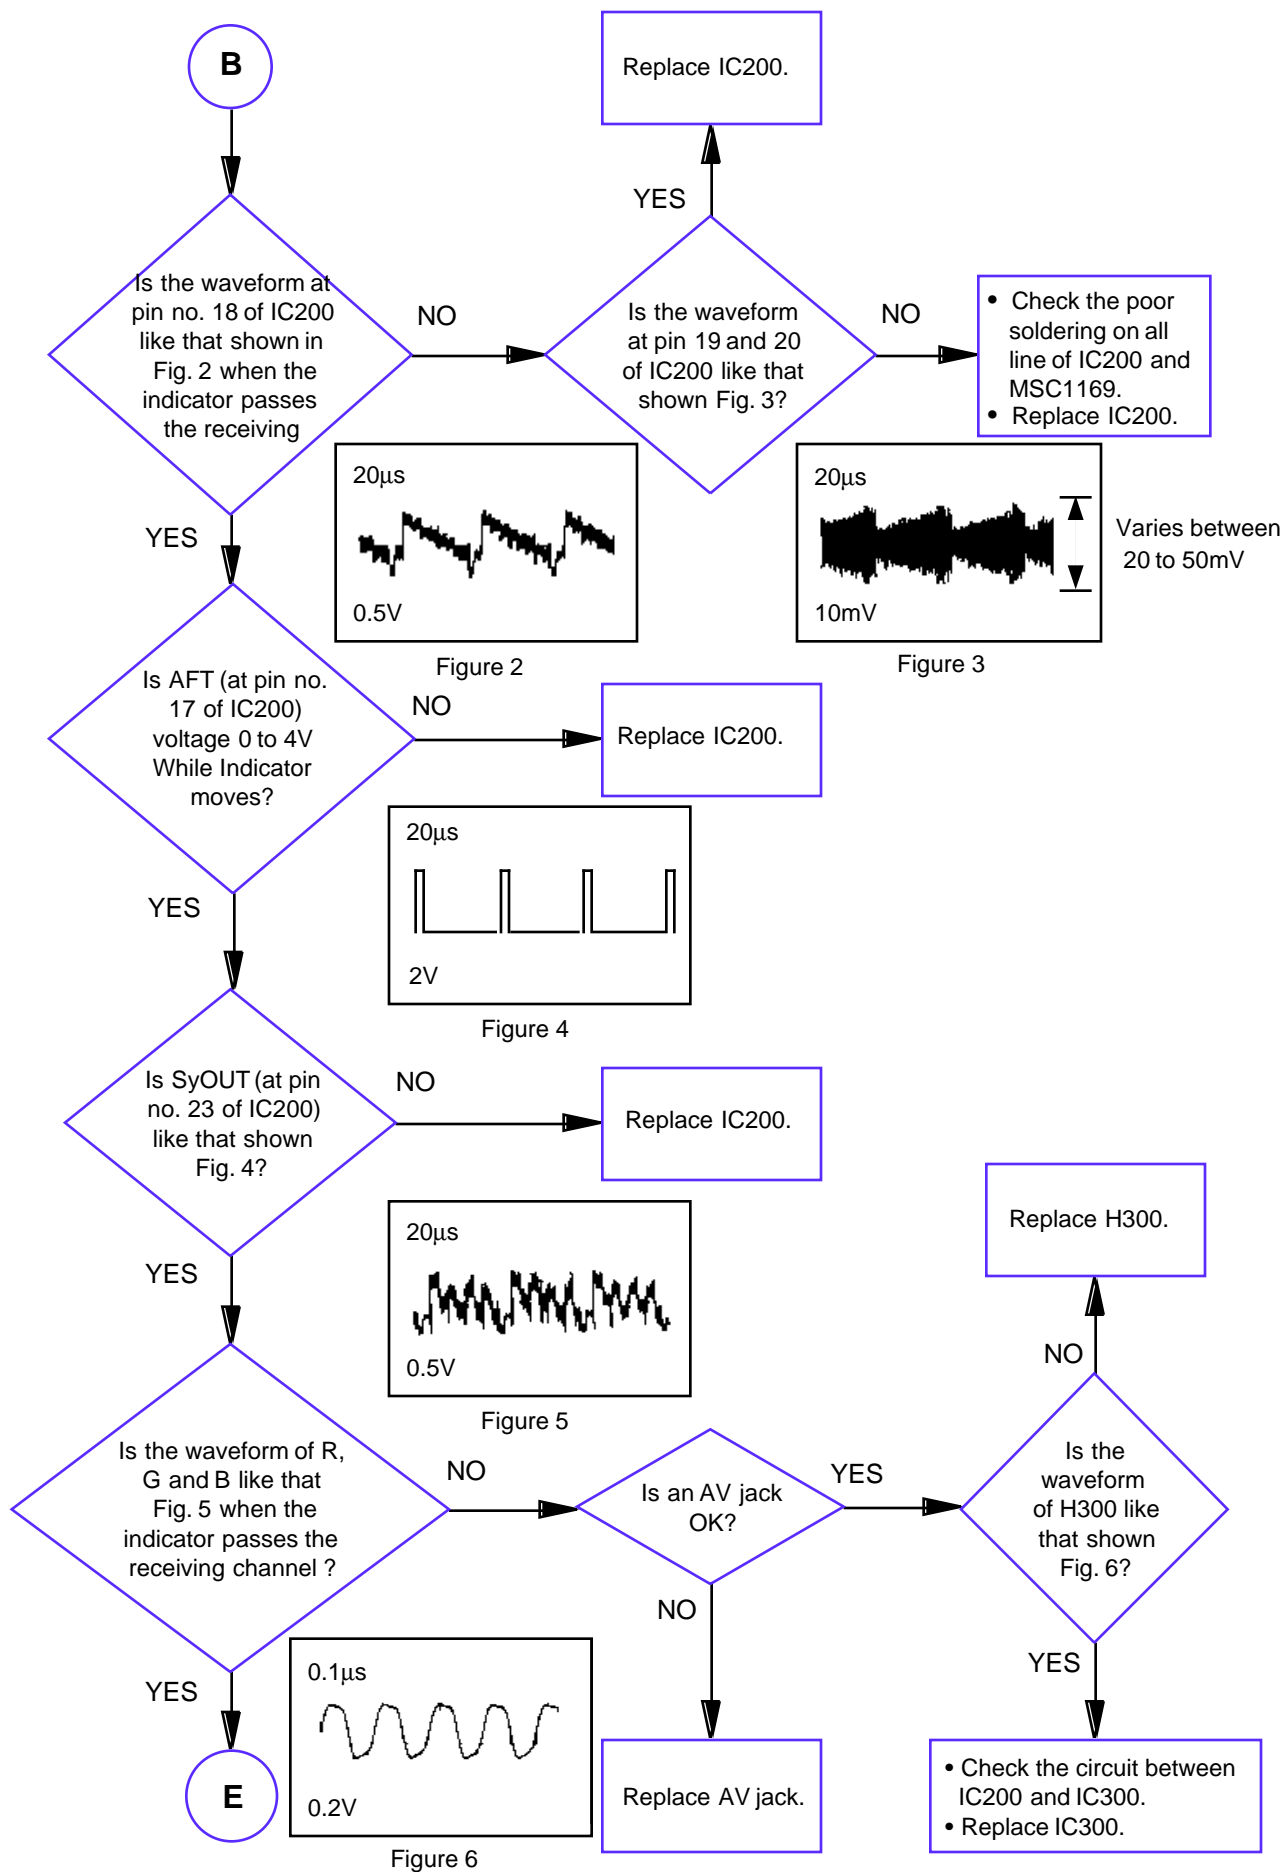 B
Replace IC200.
YES
Is the waveform at
pin no. 18 of IC200
like that shown in
Fig. 2 when the
indicator passes
the receiving
NO
Is the waveform
at pin 19 and 20
of IC200 like that
shown Fig. 3?
NO
• Check the poor
soldering on all
line of IC200 and
MSC1169.
• Replace IC200.
YES
20μs
0.5V
Figure 2
20μs
10mV
Varies between
20 to 50mV
Figure 3
Is AFT (at pin no.
17 of IC200)
voltage 0 to 4V
While Indicator
moves?
NO
Replace IC200.
YES
20μs
2V
Figure 4
Is SyOUT (at pin
no. 23 of IC200)
like that shown
Fig. 4?
NO
Replace IC200.
YES
20μs
0.5V
Figure 5
Replace H300.
NO
Is the waveform of R,
G and B like that
Fig. 5 when the
indicator passes the
receiving channel ?
NO
Is an AV jack
OK?
YES
Is the
waveform
of H300 like
that shown
Fig. 6?
NO
YES
YES
0.1μs
0.2V
Figure 6
E
Replace AV jack.
• Check the circuit between
IC200 and IC300.
• Replace IC300.